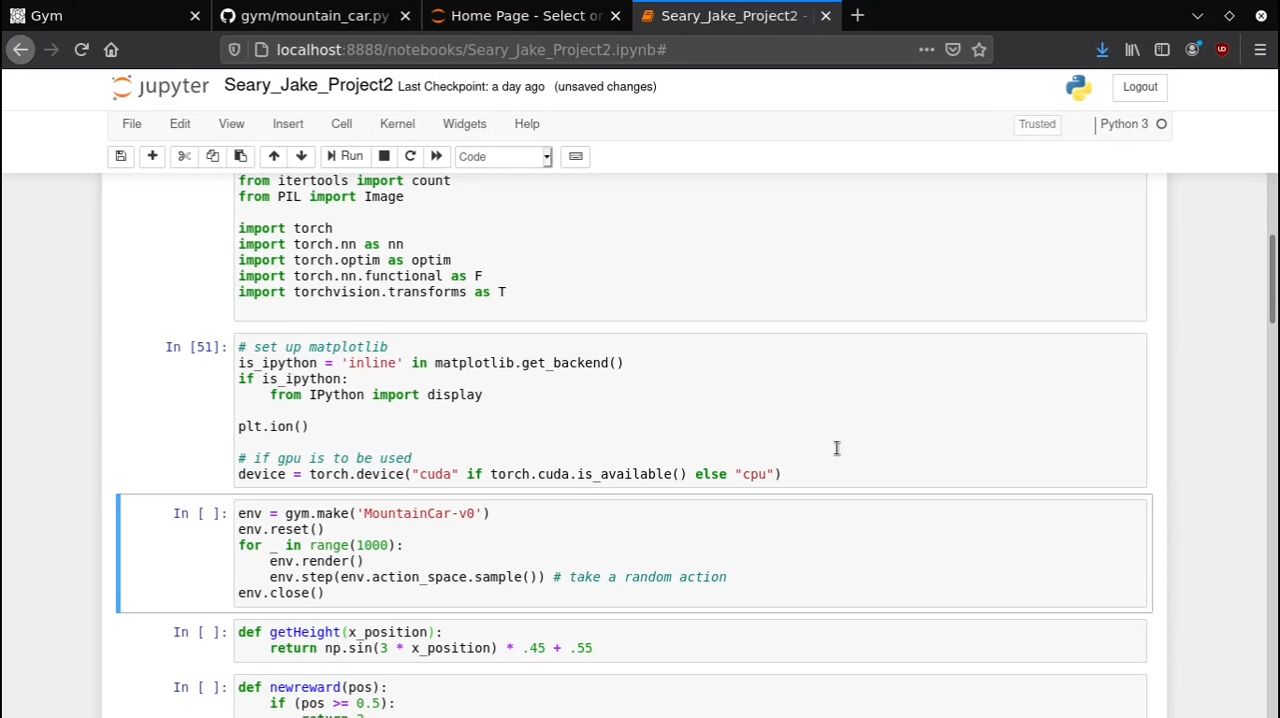 Gym
gym/mountain_car.py
Home Page - Select or
Seary_Jake_Project2 -
localhost:8888/notebooks/Seary_Jake_Project2.ipynb#
jupyter Seary_Jake_Project2 Last Checkpoint: a day ago (unsaved changes)
Logout
File Edit View Insert Cell Kernel Widgets Help
Trusted
Python 3
Run
Code
from itertools import count
from PIL import Image
import torch
import torch.nn as nn
import torch.optim as optim
import torch.nn.functional as F
import torchvision.transforms as T
In [51]:
# set up matplotlib
is_ipython = 'inline' in matplotlib.get_backend()
if is_ipython:
    from IPython import display
plt.ion()
# if gpu is to be used
device = torch.device("cuda" if torch.cuda.is_available() else "cpu")
In [ ]:
env = gym.make('MountainCar-v0')
env.reset()
for _ in range(1000):
    env.render()
    env.step(env.action_space.sample()) # take a random action
env.close()
In [ ]:
def getHeight(x_position):
    return np.sin(3 * x_position) * .45 + .55
In [ ]:
def newreward(pos):
    if (pos >= 0.5):